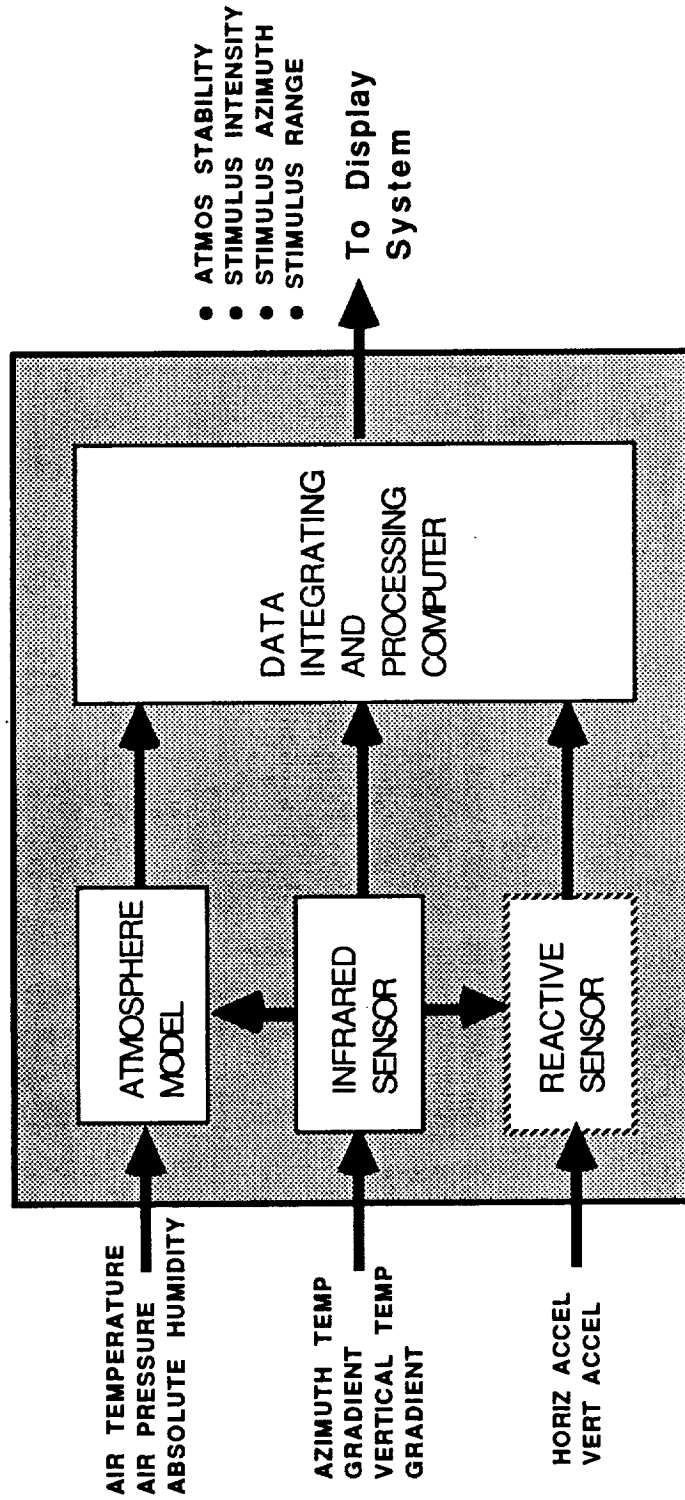 AIR TEMPERATURE
AIR PRESSURE
ABSOLUTE HUMIDITY
AZIMUTH TEMP
GRADIENT
VERTICAL TEMP
GRADIENT
HORIZ ACCEL
VERT ACCEL
ATMOSPHERE
MODEL
INFRARED
SENSOR
REACTIVE
SENSOR
DATA
INTEGRATING
AND
PROCESSING
COMPUTER
• ATMOS STABILITY
• STIMULUS INTENSITY
• STIMULUS AZIMUTH
• STIMULUS RANGE
To Display
System